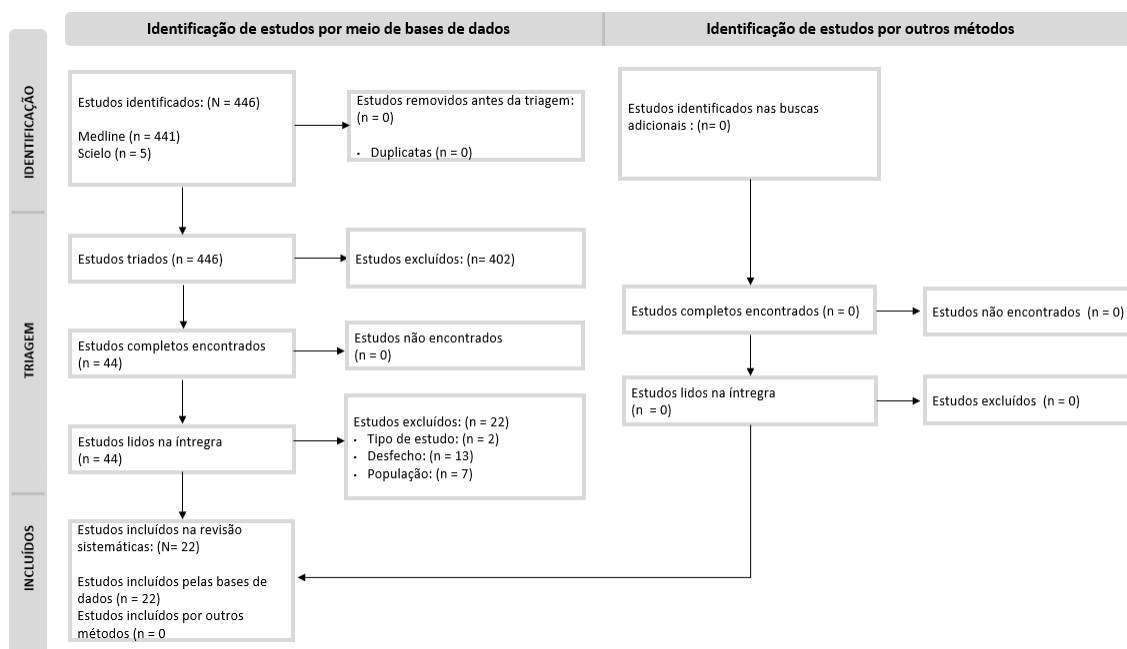 Identificação de estudos por meio de bases de dados
Identificação de estudos por outros métodos
IDENTIFICAÇÃO
Estudos identificados: (N = 446)
Medline (n = 441)
Scielo (n = 5)
Estudos removidos antes da triagem:
(n = 0)
· Duplicatas (n = 0)
Estudos identificados nas buscas
adicionais : (n= 0)
TRIAGEM
Estudos triados (n = 446)
Estudos excluídos: (n= 402)
Estudos completos encontrados
(n = 44)
Estudos não encontrados
(n = 0)
Estudos completos encontrados (n = 0)
Estudos não encontrados (n = 0)
Estudos lidos na íntregra
(n = 44)
Estudos excluídos: (n = 22)
· Tipo de estudo: (n = 2)
· Desfecho: (n = 13)
· População: (n = 7)
Estudos lidos na íntregra
(n = 0)
Estudos excluídos (n = 0)
INCLUÍDOS
Estudos incluídos na revisão
sistemáticas: (N= 22)
Estudos incluídos pelas bases de
dados (n = 22)
Estudos incluídos por outros
métodos (n = 0